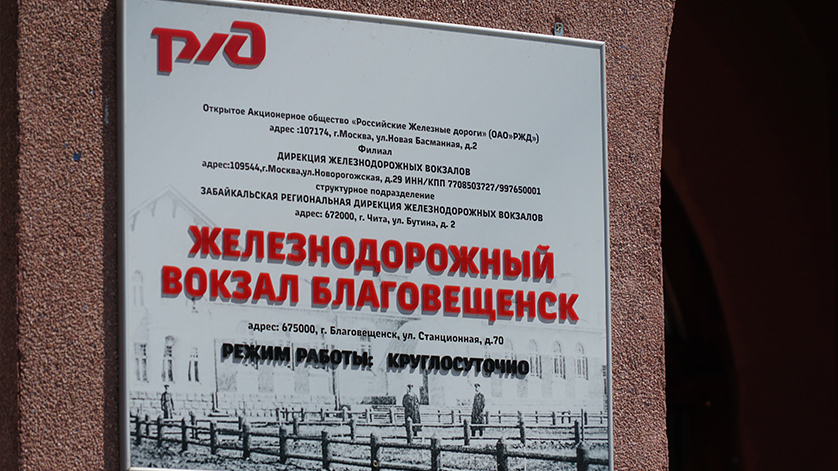 ржд
Открытое Акционерное общество «Российские Железные дороги» (ОАО»РЖД»)
адрес :107174, г.Москва, ул.Новая Басманная, д.2
Филиал
ДИРЕКЦИЯ ЖЕЛЕЗНОДОРОЖНЫХ ВОКЗАЛОВ
адрес:109544,г.Москва,ул.Новорогожская, д.29 ИНН/КПП 7708503727/997650001
структурное подразделение
ЗАБАЙКАЛЬСКАЯ РЕГИОНАЛЬНАЯ ДИРЕКЦИЯ ЖЕЛЕЗНОДОРОЖНЫХ ВОКЗАЛОВ
адрес: 672000, г. Чита, ул. Бутина, д. 2
ЖЕЛЕЗНОДОРОЖНЫЙ
ВОКЗАЛ БЛАГОВЕЩЕНСК
адрес: 675000, г. Благовещенск, ул. Станционная, д.70
РЕЖИМ РАБОТЫ: КРУГЛОСУТОЧНО